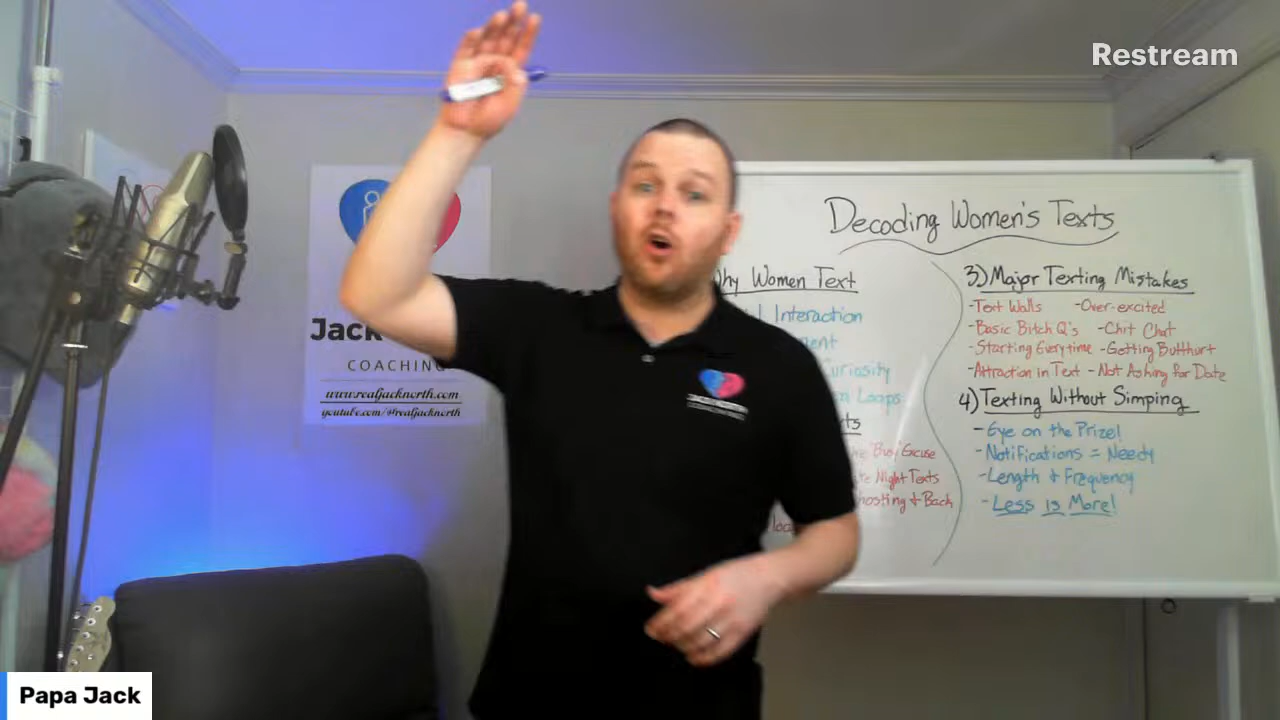 Restream
Decoding Women's Texts
Why Women Text
Interaction
Curiosity
Loops
"Busy" Excuse
Night Texts
Ghosting & Back
3) Major Texting Mistakes
-Text Walls -Over-excited
-Basic Bitch Q's -Chit Chat
-Starting Everytime -Getting Butthurt
-Attraction in Text -Not Asking for Date
4) Texting Without Simping
-Eye on the Prize!
-Notifications = Needy
-Length & Frequency
-Less is More!
Jack
COACHING
www.realjacknorth.com
youtube.com/@realjacknorth
Papa Jack